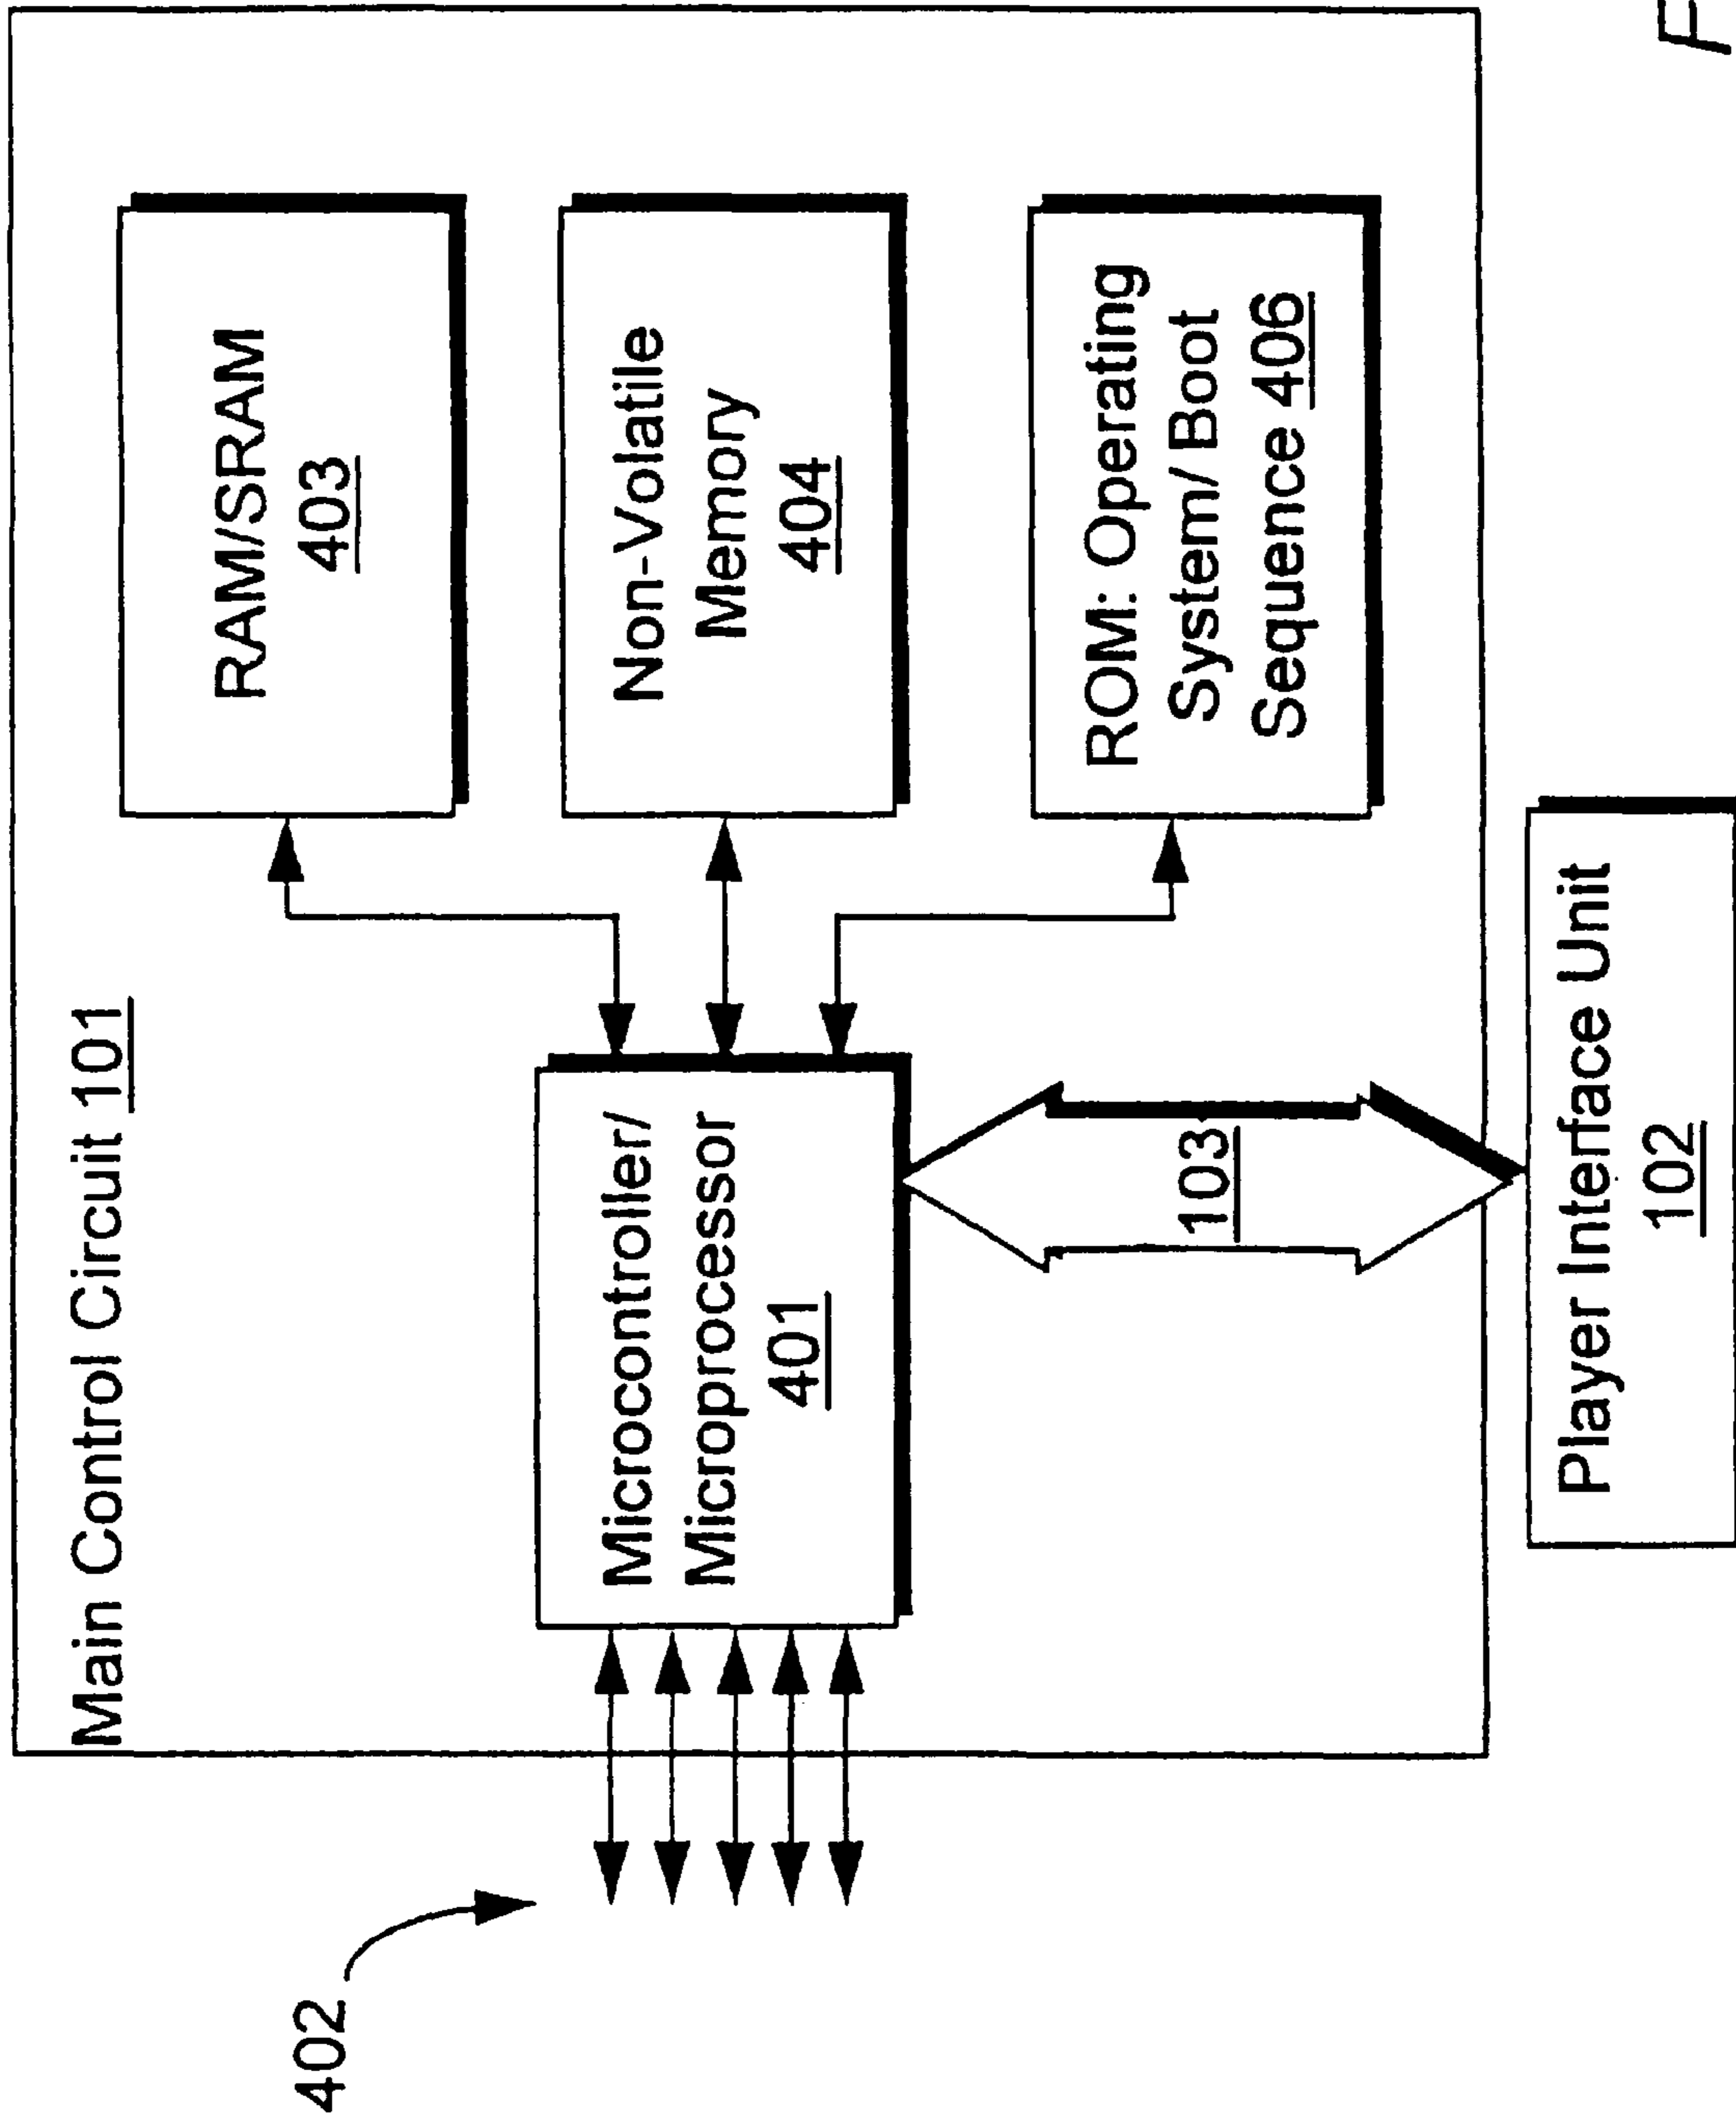 Main Control Circuit 101
RAM/SRAM
403
Non-Volatile
Memory
404
ROM: Operating
System/ Boot
Sequence 406
Microcontroller/
Microprocessor
401
402
103
Player Interface Unit
102